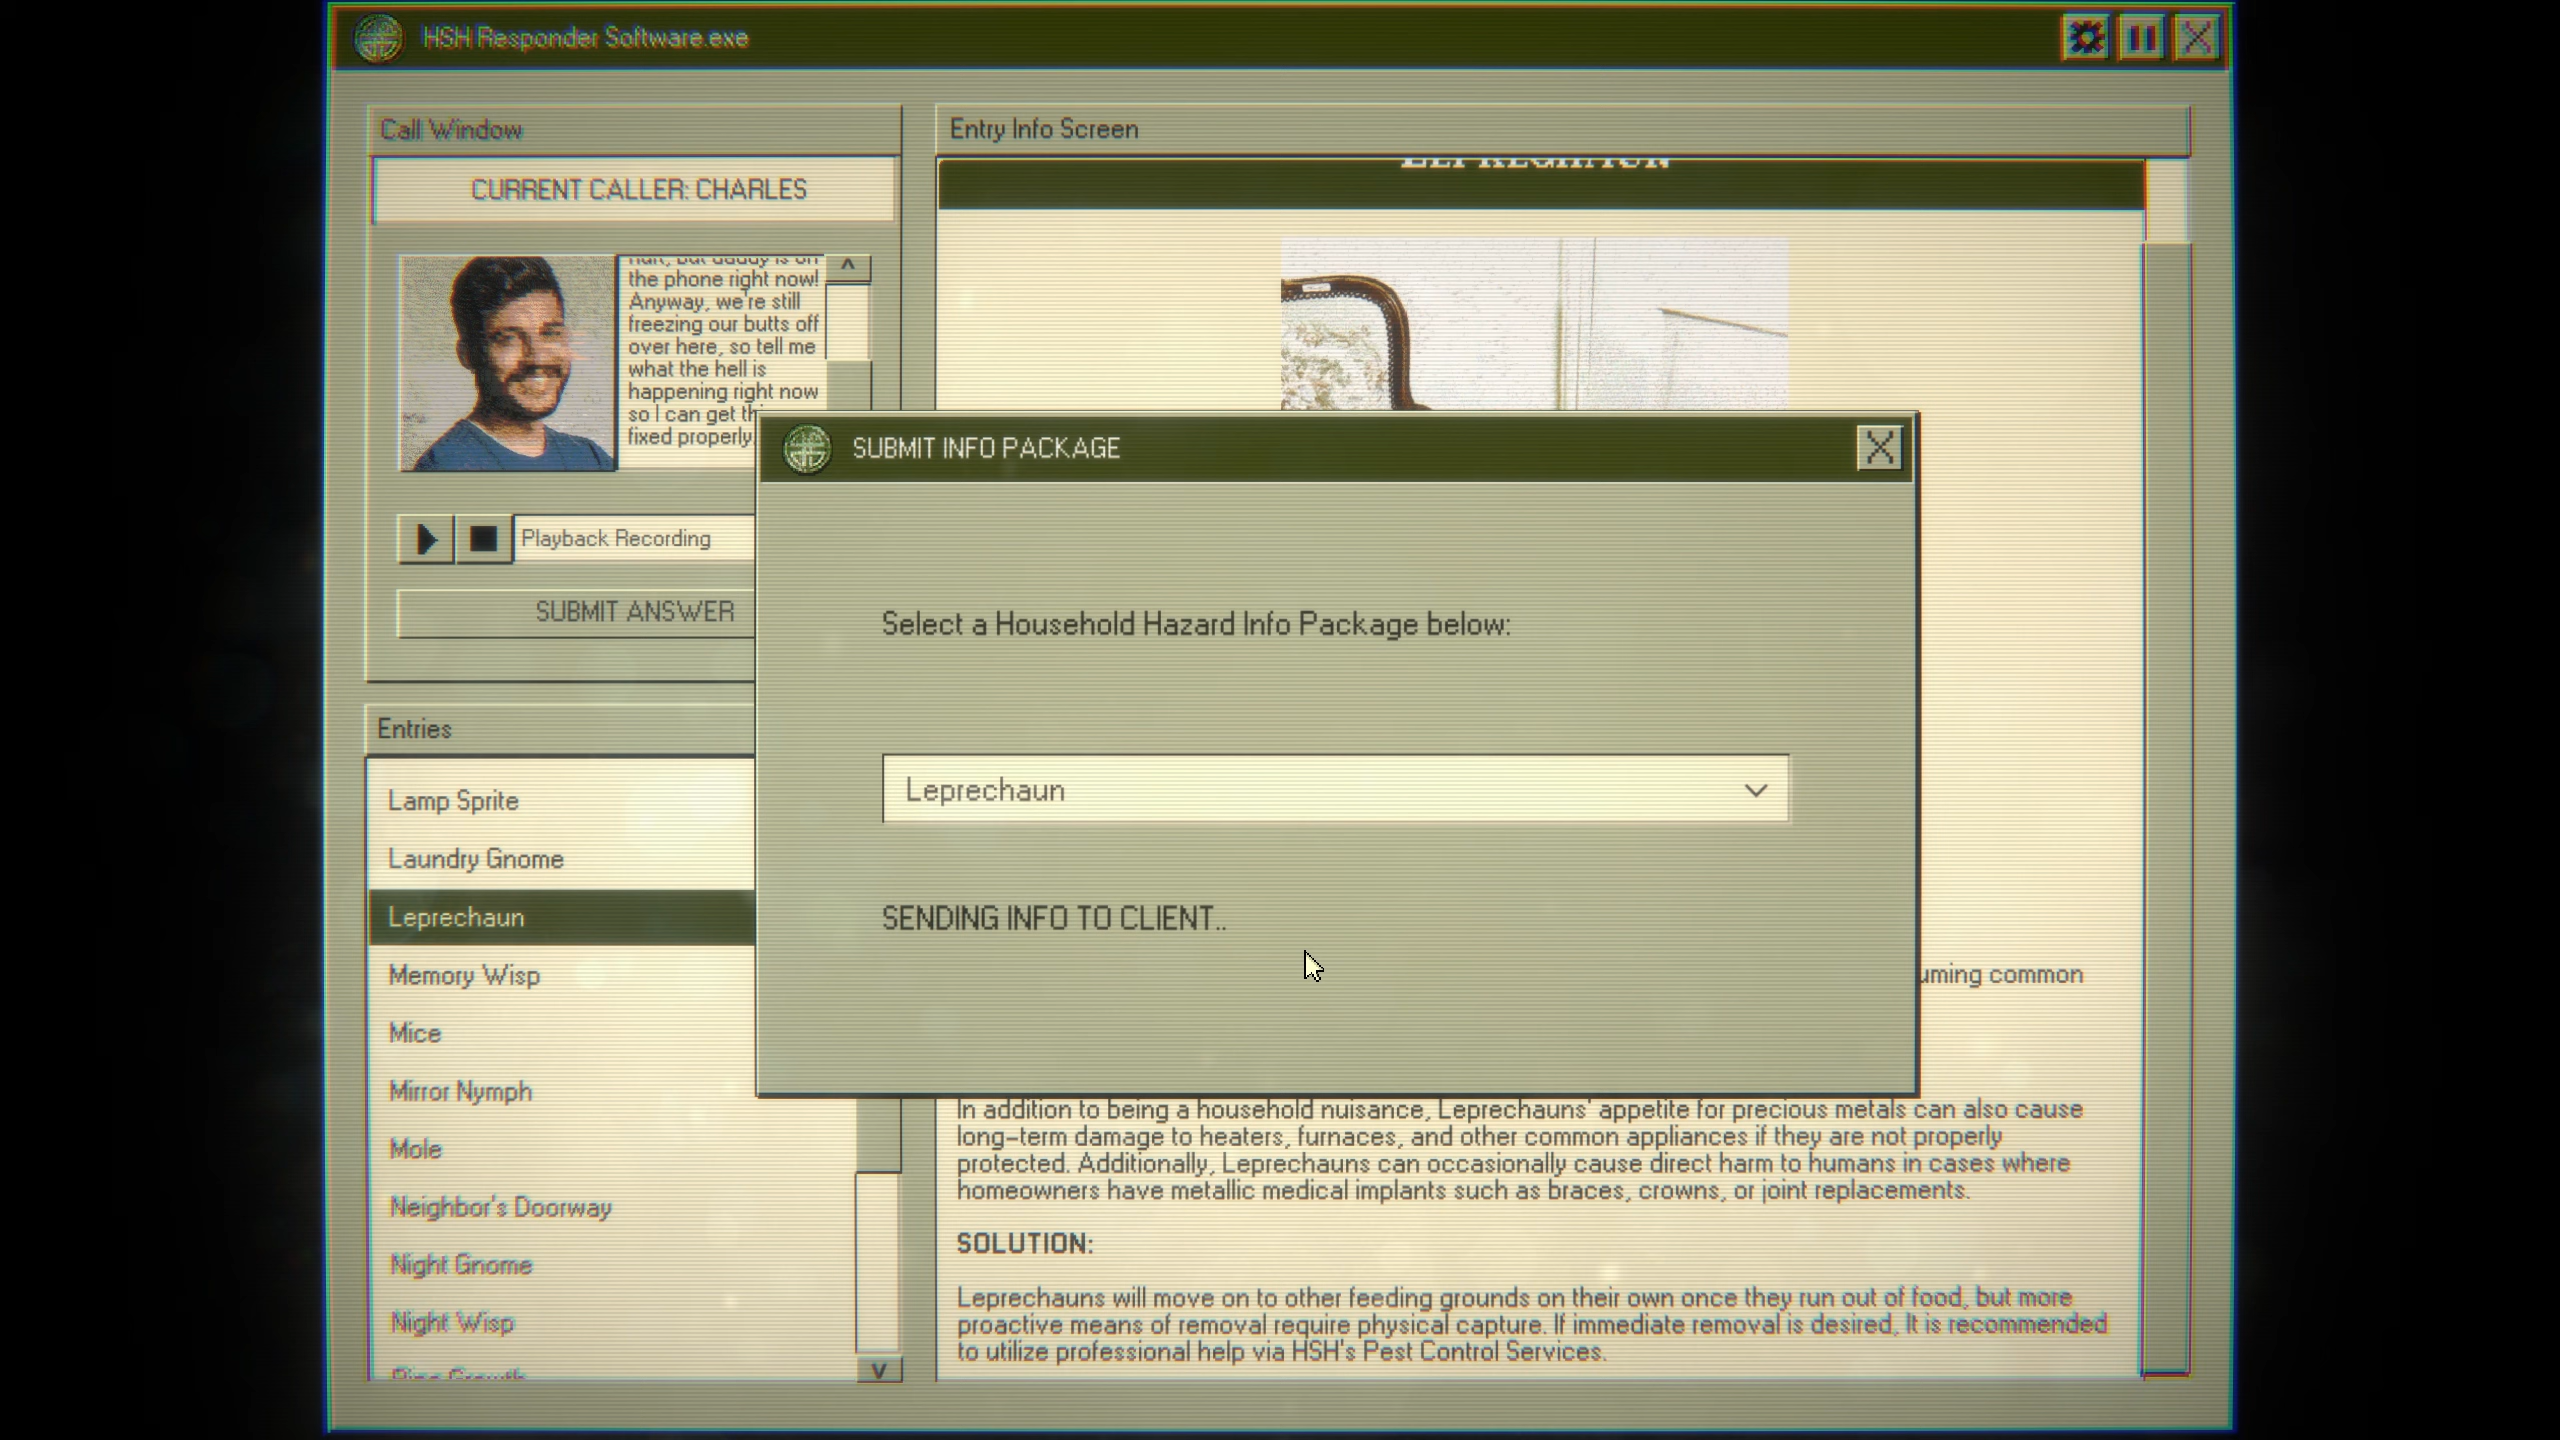 HSH Responder Software.exe
Call Window
CURRENT CALLER: CHARLES
hurt, but daddy is on
the phone right now!
Anyway, we're still
freezing our butts off
over here, so tell me
what the hell is
happening right now
so I can get
fixed properly.
Playback Recording
SUBMIT ANSWER
Entries
Lamp Sprite
Laundry Gnome
Leprechaun
Memory Wisp
Mice
Mirror Nymph
Mole
Neighbor's Doorway
Night Gnome
Night Wisp
Entry Info Screen
LEPRECHAUN
SUBMIT INFO PACKAGE
Select a Household Hazard Info Package below:
Leprechaun
SENDING INFO TO CLIENT..
common
In addition to being a household nuisance, Leprechauns' appetite for precious metals can also cause
long-term damage to heaters, furnaces, and other common appliances if they are not properly
protected. Additionally, Leprechauns can occasionally cause direct harm to humans in cases where
homeowners have metallic medical implants such as braces, crowns, or joint replacements.
SOLUTION:
Leprechauns will move on to other feeding grounds on their own once they run out of food, but more
proactive means of removal require physical capture. If immediate removal is desired, It is recommended
to utilize professional help via HSH's Pest Control Services.